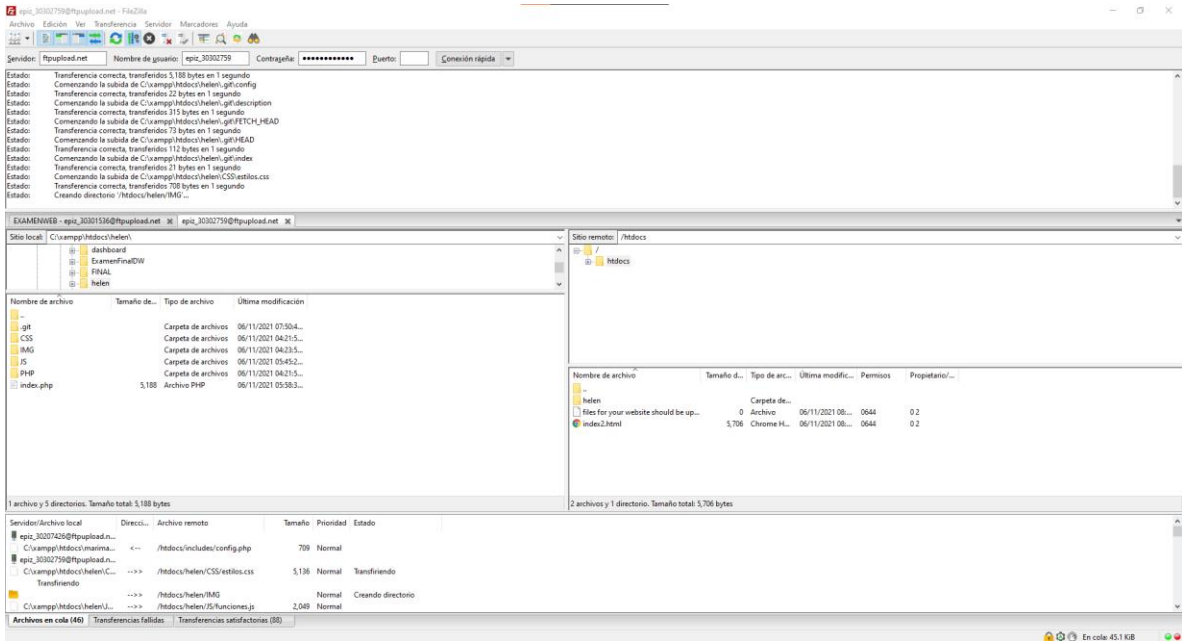 epiz_30302759@ftpupload.net - FileZilla
Archivo Edición Ver Transferencia Servidor Marcadores Ayuda
Servidor: ftpupload.net Nombre de usuario: epiz_30302759 Contraseña: ●●●●●●●●●●●● Puerto: Conexión rápida
Estado: Transferencia correcta, transferidos 5,188 bytes en 1 segundo
Estado: Comenzando la subida de C:\xampp\htdocs\helen\.git\config
Estado: Transferencia correcta, transferidos 22 bytes en 1 segundo
Estado: Comenzando la subida de C:\xampp\htdocs\helen\.git\description
Estado: Transferencia correcta, transferidos 315 bytes en 1 segundo
Estado: Comenzando la subida de C:\xampp\htdocs\helen\.git\FETCH_HEAD
Estado: Transferencia correcta, transferidos 73 bytes en 1 segundo
Estado: Comenzando la subida de C:\xampp\htdocs\helen\.git\HEAD
Estado: Transferencia correcta, transferidos 112 bytes en 1 segundo
Estado: Comenzando la subida de C:\xampp\htdocs\helen\.git\index
Estado: Transferencia correcta, transferidos 21 bytes en 1 segundo
Estado: Comenzando la subida de C:\xampp\htdocs\helen\CSS\estilos.css
Estado: Transferencia correcta, transferidos 708 bytes en 1 segundo
Estado: Creando directorio '/htdocs/helen/IMG'...
EXAMENWEB - epiz_30301536@ftpupload.net epiz_30302759@ftpupload.net
Sitio local: C:\xampp\htdocs\helen\
dashboard
ExamenFinalDW
FINAL
helen
Nombre de archivo Tamaño de... Tipo de archivo Última modificación
..
.git Carpeta de archivos 06/11/2021 07:50:4...
CSS Carpeta de archivos 06/11/2021 04:21:5...
IMG Carpeta de archivos 06/11/2021 04:23:5...
JS Carpeta de archivos 06/11/2021 05:45:2...
PHP Carpeta de archivos 06/11/2021 04:21:5...
index.php 5,188 Archivo PHP 06/11/2021 05:58:3...
1 archivo y 5 directorios. Tamaño total: 5,188 bytes
Sitio remoto: /htdocs
/
htdocs
Nombre de archivo Tamaño d... Tipo de arc... Última modific... Permisos Propietario/...
..
helen Carpeta de...
files for your website should be up... 0 Archivo 06/11/2021 08:... 0644 0 2
index2.html 5,706 Chrome H... 06/11/2021 08:... 0644 0 2
2 archivos y 1 directorio. Tamaño total: 5,706 bytes
Servidor/Archivo local Direcci... Archivo remoto Tamaño Prioridad Estado
epiz_30207426@ftpupload.n...
C:\xampp\htdocs\marima... <-- /htdocs/includes/config.php 709 Normal
epiz_30302759@ftpupload.n...
C:\xampp\htdocs\helen\C... -->> /htdocs/helen/CSS/estilos.css 5,136 Normal Transfiriendo
Transfiriendo
-->> /htdocs/helen/IMG Normal Creando directorio
C:\xampp\htdocs\helen\J... -->> /htdocs/helen/JS/funciones.js 2,049 Normal
Archivos en cola (46) Transferencias fallidas Transferencias satisfactorias (88)
En cola: 45.1 KiB